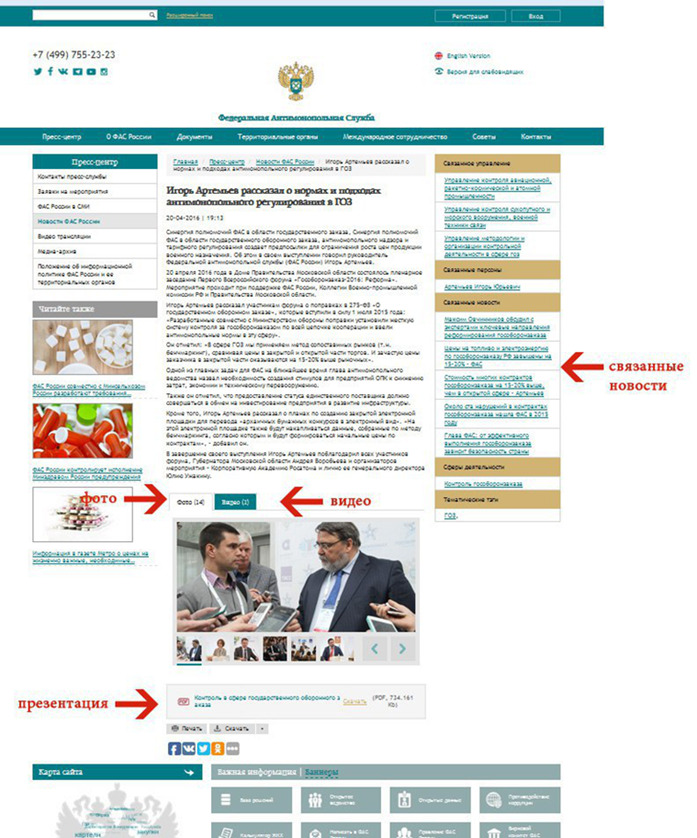 Расширенный поиск
Регистрация
Вход
+7 (499) 755-23-23
English Version
Версия для слабовидящих
Федеральная Антимонопольная Служба
Пресс-центр
О ФАС России
Документы
Территориальные органы
Международное сотрудничество
Советы
Контакты
Пресс-центр
Контакты пресс-службы
Заявки на мероприятия
ФАС России в СМИ
Новости ФАС России
Видео трансляции
Медиа-архив
Положение об информационной
политике ФАС России и ее
территориальных органов
Читайте также
ФАС России совместно с Минсельхозом
России разработают требования...
ФАС России контролирует исполнение
Минздравом России предупреждения
Информация в газете Метро о ценах на
жизненно важные, необходимые...
Главная / Пресс-центр / Новости ФАС России / Игорь Артемьев рассказал о
нормах и подходах антимонопольного регулирования в ГОЗ
Игорь Артемьев рассказал о нормах и подходах
антимонопольного регулирования в ГОЗ
20-04-2016 | 19:13
Синергия полномочий ФАС в области государственного заказа, Синергия полномочий
ФАС в области государственного оборонного заказа, антимонопольного надзора и
тарифного регулирования создает предпосылки для ограничения роста цен продукции
военного назначения. Об этом в своем выступлении говорил руководитель
Федеральной антимонопольной службы (ФАС России) Игорь Артемьев.
20 апреля 2016 года в Доме Правительства Московской области состоялось пленарное
заседание Первого Всероссийского форума «Гособоронзаказ-2016: Реформа».
Мероприятие проходит при поддержке ФАС России, Коллегии Военно-промышленной
комиссии РФ и Правительства Московской области.
Игорь Артемьев рассказал участникам форума о поправках в 275-ФЗ «О
государственном оборонном заказе», которые вступили в силу 1 июля 2015 года:
«Разработанные совместно с Министерством обороны поправки установили жесткую
систему контроля за гособоронзаказом по всей цепочке кооперации и ввели
антимонопольные нормы в эту сферу».
Он отметил: «В сфере ГОЗ мы применяем метод сопоставимых рынков (т.н.
бенчмаркинг), сравнивая цены в закрытой и открытой части торгов. И зачастую цены
заказчика в закрытой части оказываются на 15-20% выше рыночных».
Одной из главных задач для ФАС на ближайшее время глава антимонопольного
ведомства назвал необходимость создания стимулов для предприятий ОПК к снижению
затрат, экономии и техническому перевооружению.
Также он отметил, что предоставление статуса единственного поставщика должно
совершаться в обмен на инвестирование предприятия в развитие инфраструктуры.
Кроме того, Игорь Артемьев рассказал о планах по созданию закрытой электронной
площадки для перевода «архаичных бумажных конкурсов в электронный вид». «На
этой электронной площадке также будут накапливаться данные, собранные по методу
бенчмаркинга, согласно которым и будут формироваться начальные цены по
контрактам», - добавил он.
В завершение своего выступления Игорь Артемьев поблагодарил всех участников
форума, Губернатора Московской области Андрея Воробьева и организаторов
мероприятия - Корпоративную Академию Росатома и лично ее генерального директора
Юлию Ужакину.
фото
Фото (14)
Видео (2)
видео
презентация
PDF
Контроль в сфере государственного оборонного з
аказа
Скачать
(PDF, 734.161
Kb)
Печать
Скачать
Связанное управление
Управление контроля авиационной,
ракетно-космической и атомной
промышленности
Управление контроля сухопутного и
морского вооружения, военной
техники связи
Управление методологии и
организации контрольной
деятельности в сфере гоз
Связанные персоны
Артемьев Игорь Юрьевич
Связанные новости
Максим Овчинников обсудил с
экспертами ключевые направления
реформирования гособоронзаказа
Цены на топливо и электроэнергию
по гособоронзаказу РФ завышены на
15-20% - ФАС
Стоимость многих контрактов
гособоронзаказа на 15-20% выше,
чем в открытой сфере - Артемьев
Около ста нарушений в контрактах
гособоронзаказа нашла ФАС в 2015
году
Глава ФАС: от эффективного
выполнения гособоронзаказа
зависит безопасность страны
Сферы деятельности
Контроль гособоронзаказа
Тематические теги
ГОЗ,
связанные
новости
Карта сайта
Важная информация | Баннеры
База решений
Открытое
ведомство
Открытые данные
Противодействие
коррупции
Калькулятор ЖКХ
Написать в ФАС
Правление ФАС